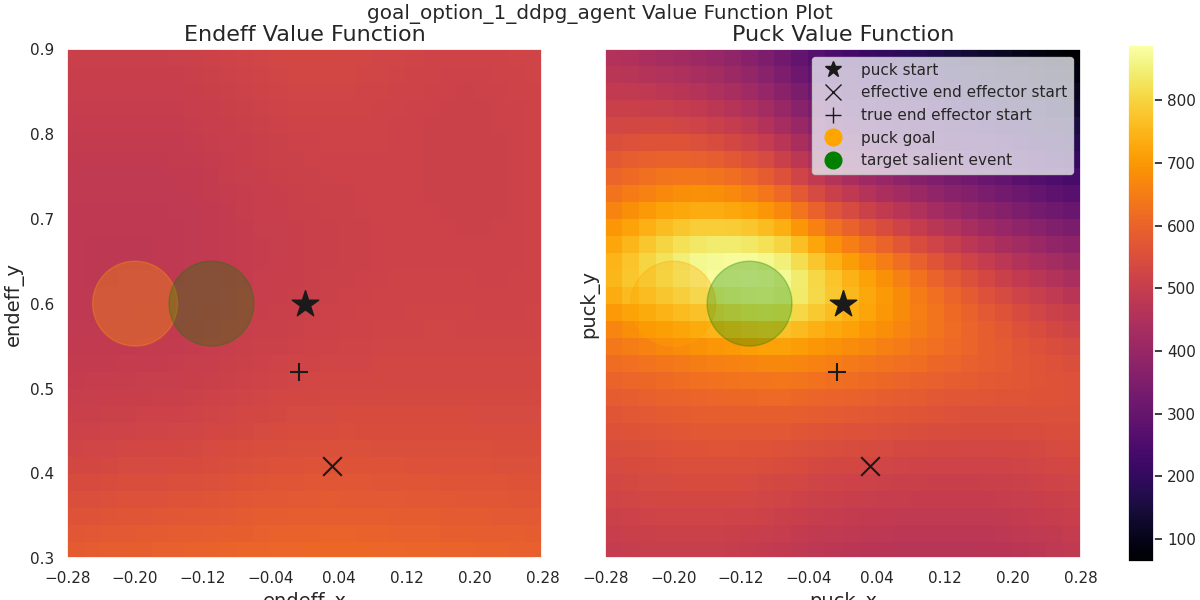 goal_option_1_ddpg_agent Value Function Plot
Endeff Value Function
Puck Value Function
puck start
effective end effector start
true end effector start
puck goal
target salient event
0.9
0.8
0.7
0.6
0.5
0.4
0.3
endeff_y
puck_y
800
700
600
500
400
300
200
100
−0.28 −0.20 −0.12 −0.04 0.04 0.12 0.20 0.28
−0.28 −0.20 −0.12 −0.04 0.04 0.12 0.20 0.28
endeff_x
puck_x